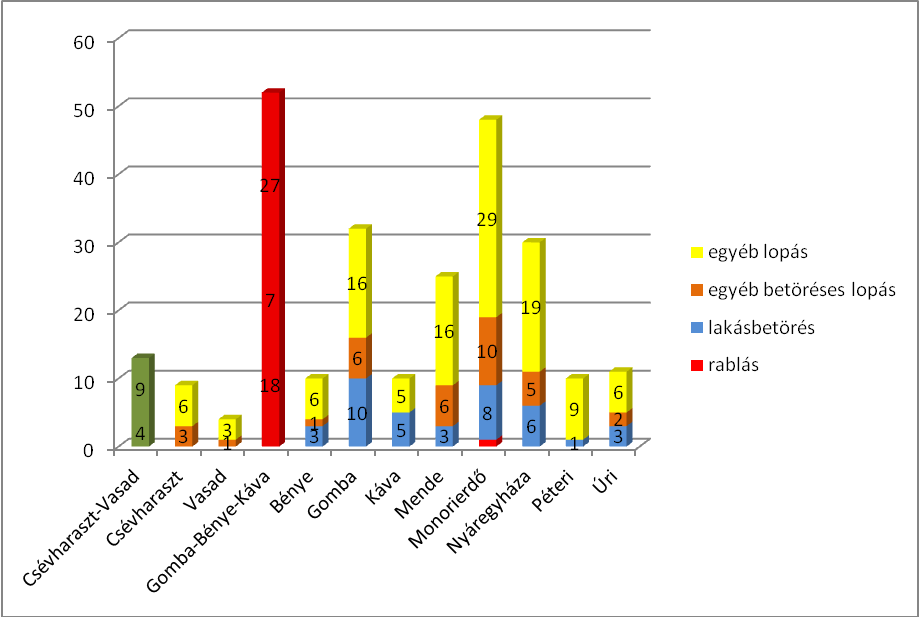 60
50
40
30
20
10
0
9
4
6
3
3
1
27
7
18
6
1
3
16
6
10
5
5
16
6
3
29
10
8
19
5
6
9
1
6
2
3
Csévharaszt-Vasad
Csévharaszt
Vasad
Gomba-Bénye-Káva
Bénye
Gomba
Káva
Mende
Monorierdő
Nyáregyháza
Péteri
Úri
egyéb lopás
egyéb betöréses lopás
lakásbetörés
rablás